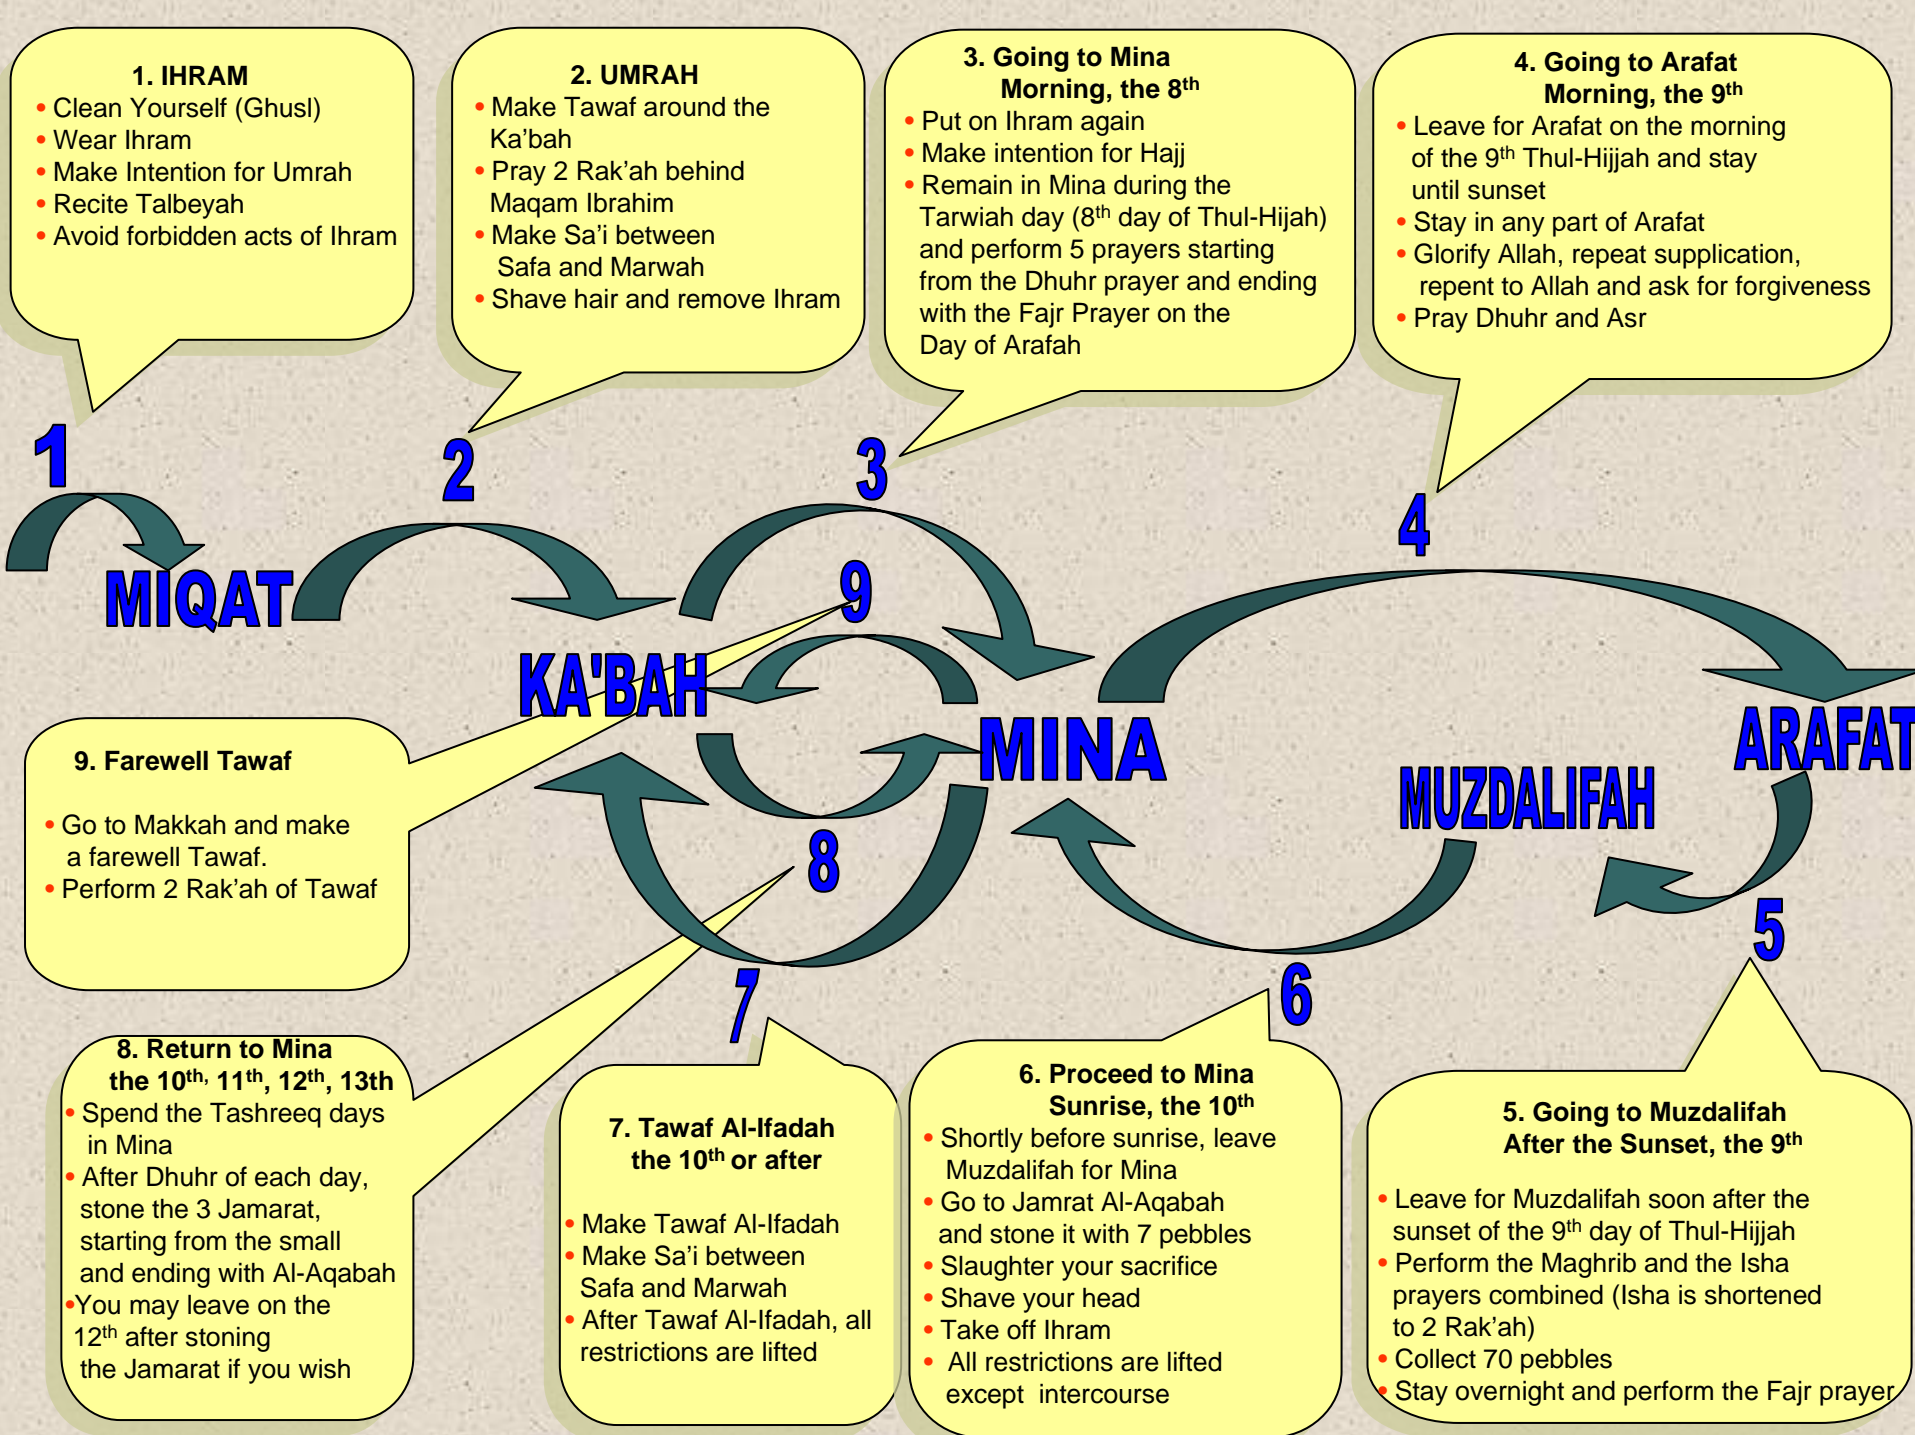 1. IHRAM
• Clean Yourself (Ghusl)
• Wear Ihram
• Make Intention for Umrah
• Recite Talbeyah
• Avoid forbidden acts of Ihram
2. UMRAH
• Make Tawaf around the
Ka'bah
• Pray 2 Rak'ah behind
Maqam Ibrahim
• Make Sa'i between
Safa and Marwah
• Shave hair and remove Ihram
3. Going to Mina
Morning, the 8th
• Put on Ihram again
• Make intention for Hajj
• Remain in Mina during the
Tarwiah day (8th day of Thul-Hijah)
and perform 5 prayers starting
from the Dhuhr prayer and ending
with the Fajr Prayer on the
Day of Arafah
4. Going to Arafat
Morning, the 9th
• Leave for Arafat on the morning
of the 9th Thul-Hijjah and stay
until sunset
• Stay in any part of Arafat
• Glorify Allah, repeat supplication,
repent to Allah and ask for forgiveness
• Pray Dhuhr and Asr
1
2
3
4
9
MIQAT
KA'BAH
MINA
ARAFAT
MUZDALIFAH
8
5
7
6
9. Farewell Tawaf
• Go to Makkah and make
a farewell Tawaf.
• Perform 2 Rak'ah of Tawaf
8. Return to Mina
the 10th, 11th, 12th, 13th
• Spend the Tashreeq days
in Mina
• After Dhuhr of each day,
stone the 3 Jamarat,
starting from the small
and ending with Al-Aqabah
•You may leave on the
12th after stoning
the Jamarat if you wish
7. Tawaf Al-Ifadah
the 10th or after
• Make Tawaf Al-Ifadah
• Make Sa'i between
Safa and Marwah
• After Tawaf Al-Ifadah, all
restrictions are lifted
6. Proceed to Mina
Sunrise, the 10th
• Shortly before sunrise, leave
Muzdalifah for Mina
• Go to Jamrat Al-Aqabah
and stone it with 7 pebbles
• Slaughter your sacrifice
• Shave your head
• Take off Ihram
• All restrictions are lifted
except intercourse
5. Going to Muzdalifah
After the Sunset, the 9th
• Leave for Muzdalifah soon after the
sunset of the 9th day of Thul-Hijjah
• Perform the Maghrib and the Isha
prayers combined (Isha is shortened
to 2 Rak'ah)
• Collect 70 pebbles
• Stay overnight and perform the Fajr prayer